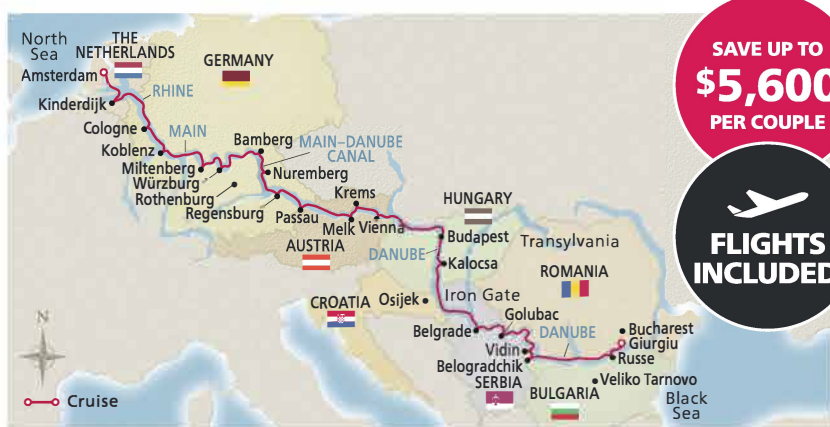 North
Sea
THE
NETHERLANDS
Amsterdam
GERMANY
Kinderdijk
RHINE
Cologne
MAIN
Koblenz
Bamberg
MAIN–DANUBE
CANAL
Miltenberg
Würzburg
Nuremberg
Rothenburg
Regensburg
Krems
Passau
Melk
Vienna
AUSTRIA
HUNGARY
Budapest
DANUBE
Kalocsa
Transylvania
ROMANIA
CROATIA
Osijek
Iron Gate
Golubac
Belgrade
DANUBE
Bucharest
Giurgiu
Vidin
Russe
Belogradchik
SERBIA
Veliko Tarnovo
BULGARIA
Black
Sea
N
Cruise
SAVE UP TO
$5,600
PER COUPLE
FLIGHTS
INCLUDED